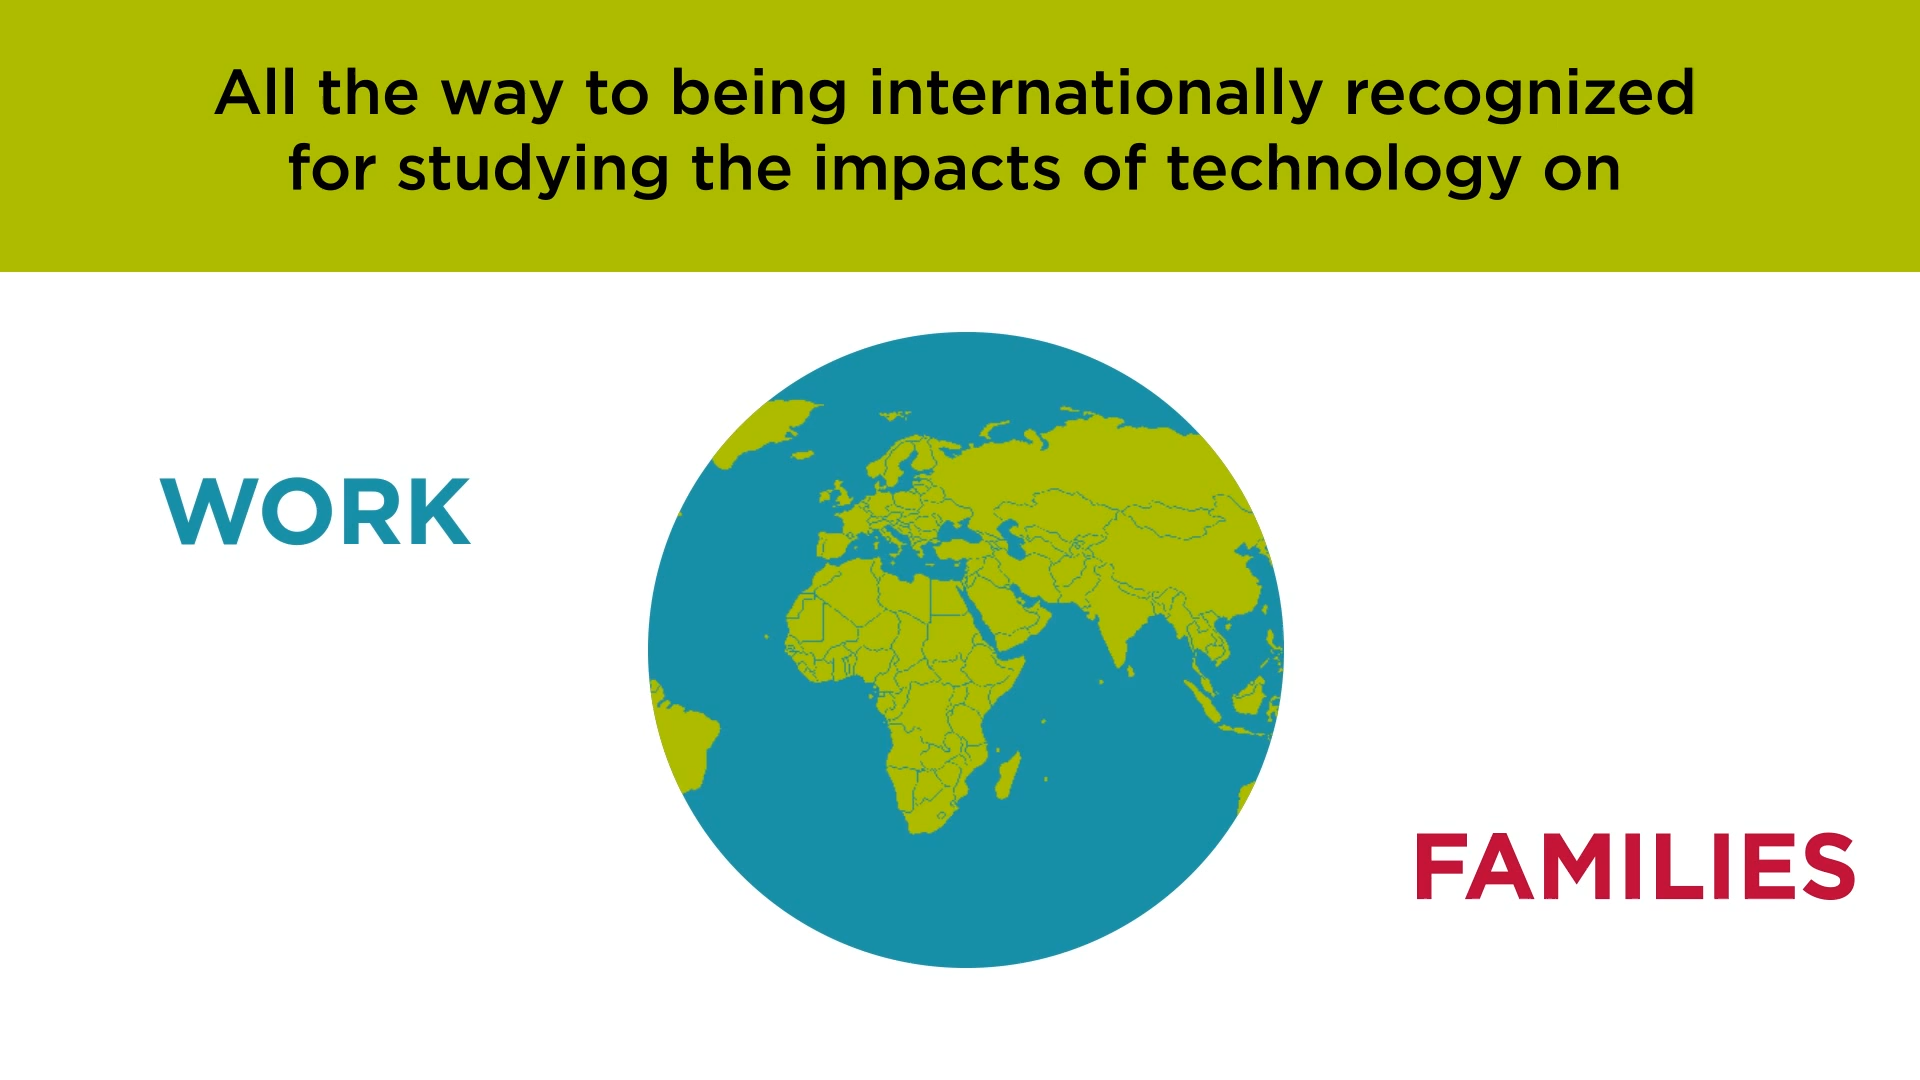 All the way to being internationally recognized
for studying the impacts of technology on
WORK
FAMILIES